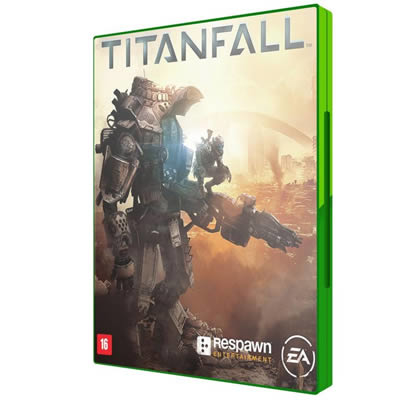 TITANFALL
16
Respawn
ENTERTAINMENT
EA